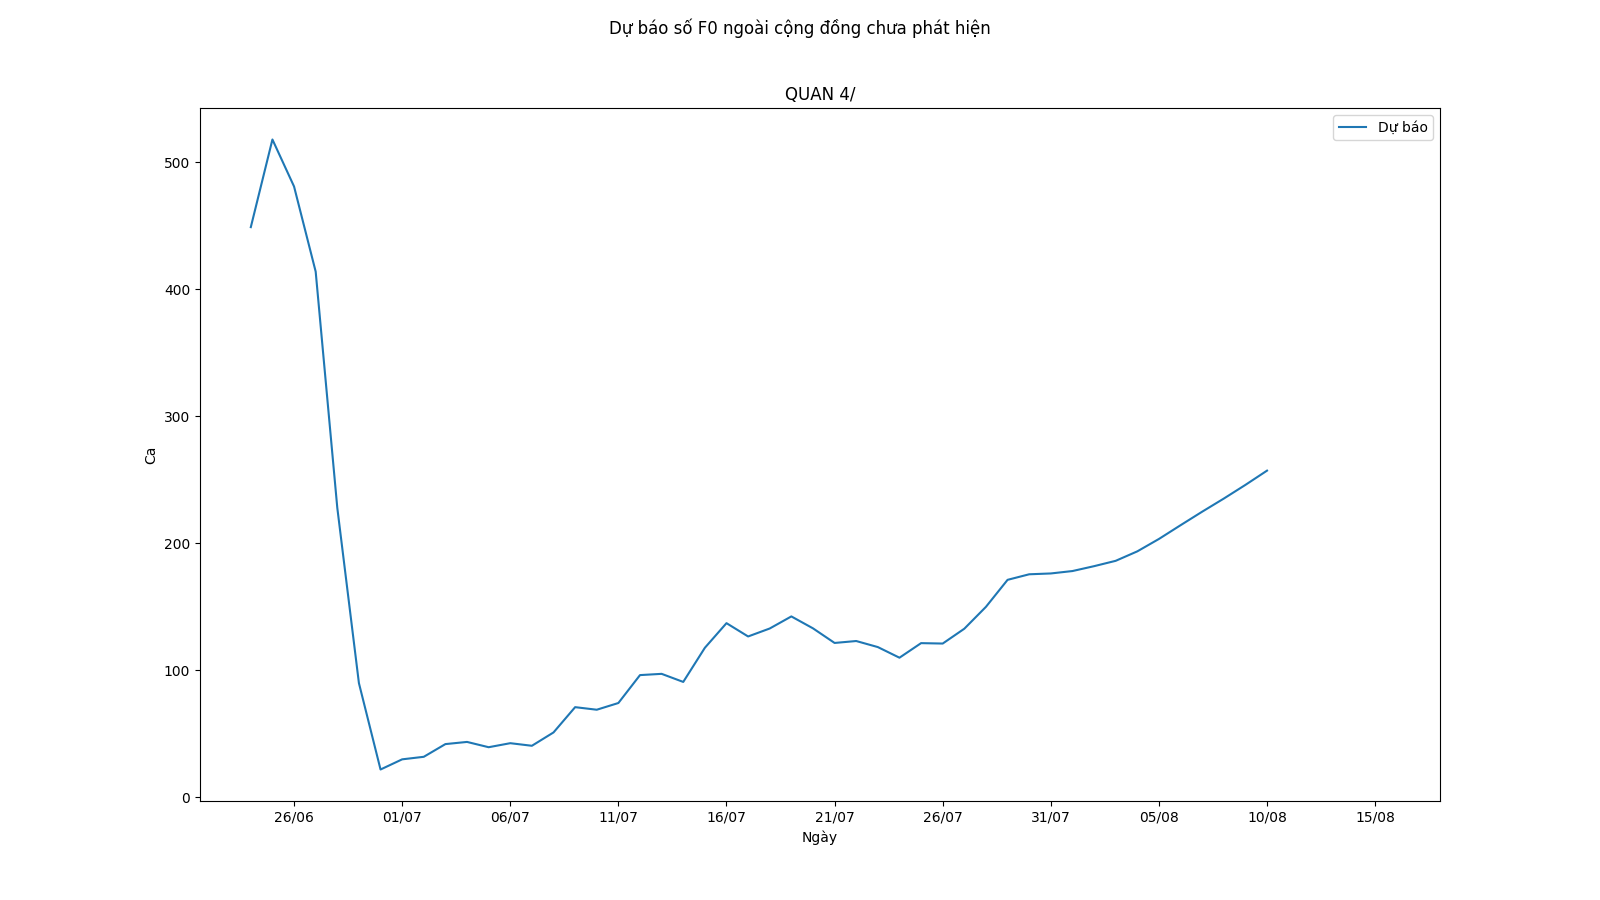 Dự báo số F0 ngoài cộng đồng chưa phát hiện
QUAN 4/
Dự báo
500
400
300
200
100
0
Ca
26/06 01/07 06/07 11/07 16/07 21/07 26/07 31/07 05/08 10/08 15/08
Ngày